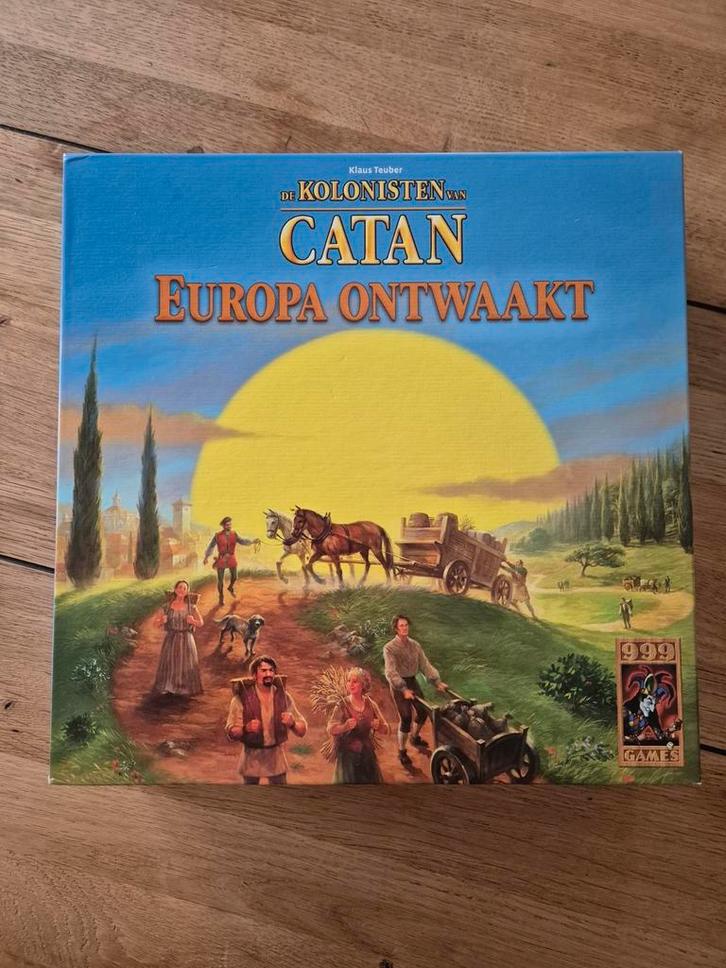 Klaus Teuber
DE KOLONISTEN VAN
CATAN
EUROPA ONTWAAKT
999
GAMES